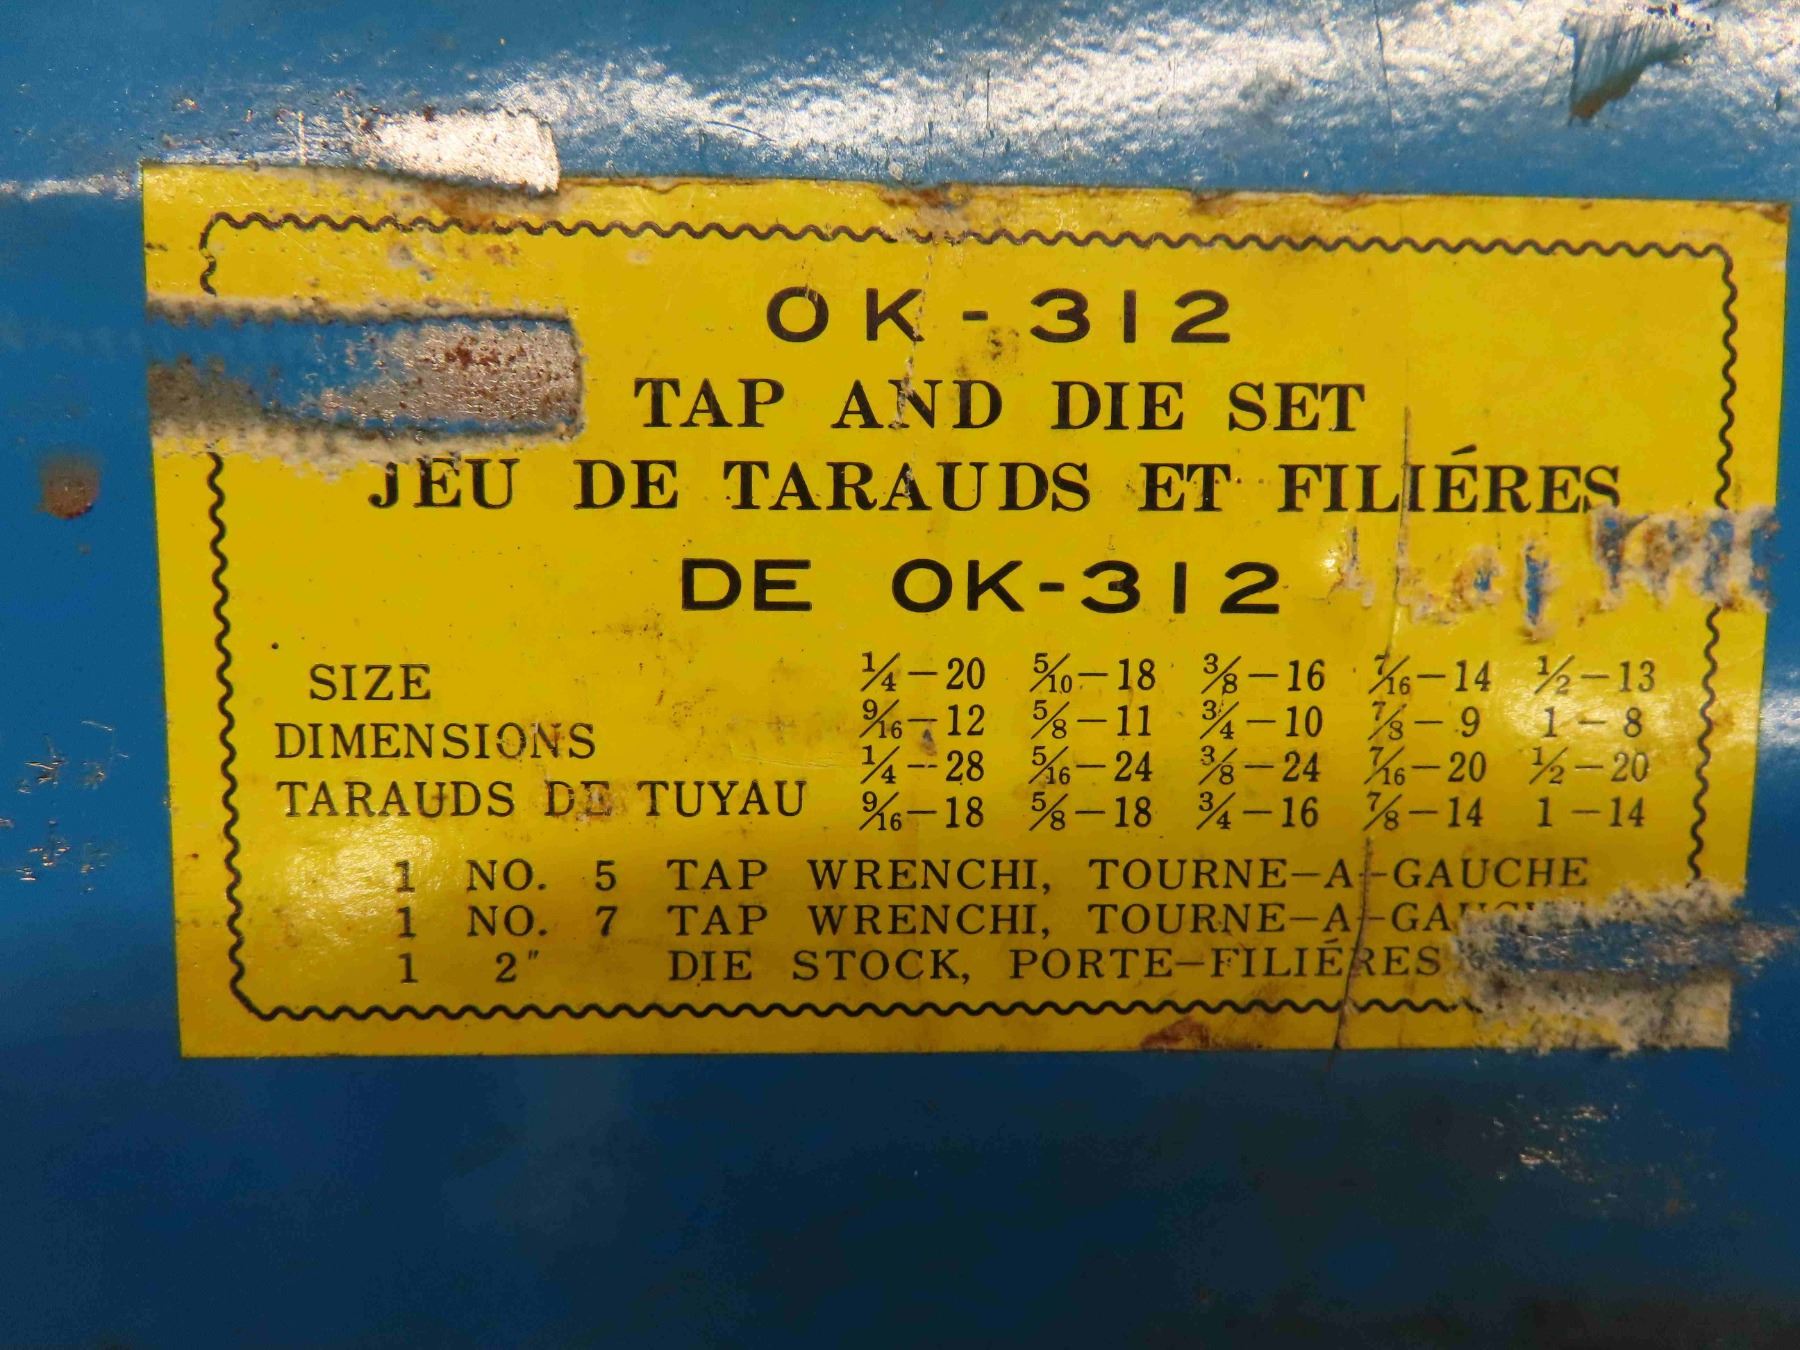 OK-312
TAP AND DIE SET
JEU DE TARAUDS ET FILIÉRES
DE OK-312
SIZE 1/4-20 5/10-18 3/8-16 7/16-14 1/2-13
DIMENSIONS 9/16-12 5/8-11 3/4-10 7/8-9 1-8
TARAUDS DE TUYAU 1/4-28 5/16-24 3/8-24 7/16-20 1/2-20
9/16-18 5/8-18 3/4-16 7/8-14 1-14
1 NO. 5 TAP WRENCHI, TOURNE-A-GAUCHE
1 NO. 7 TAP WRENCHI, TOURNE-A-GAUCHE
1 2" DIE STOCK, PORTE-FILIÉRES